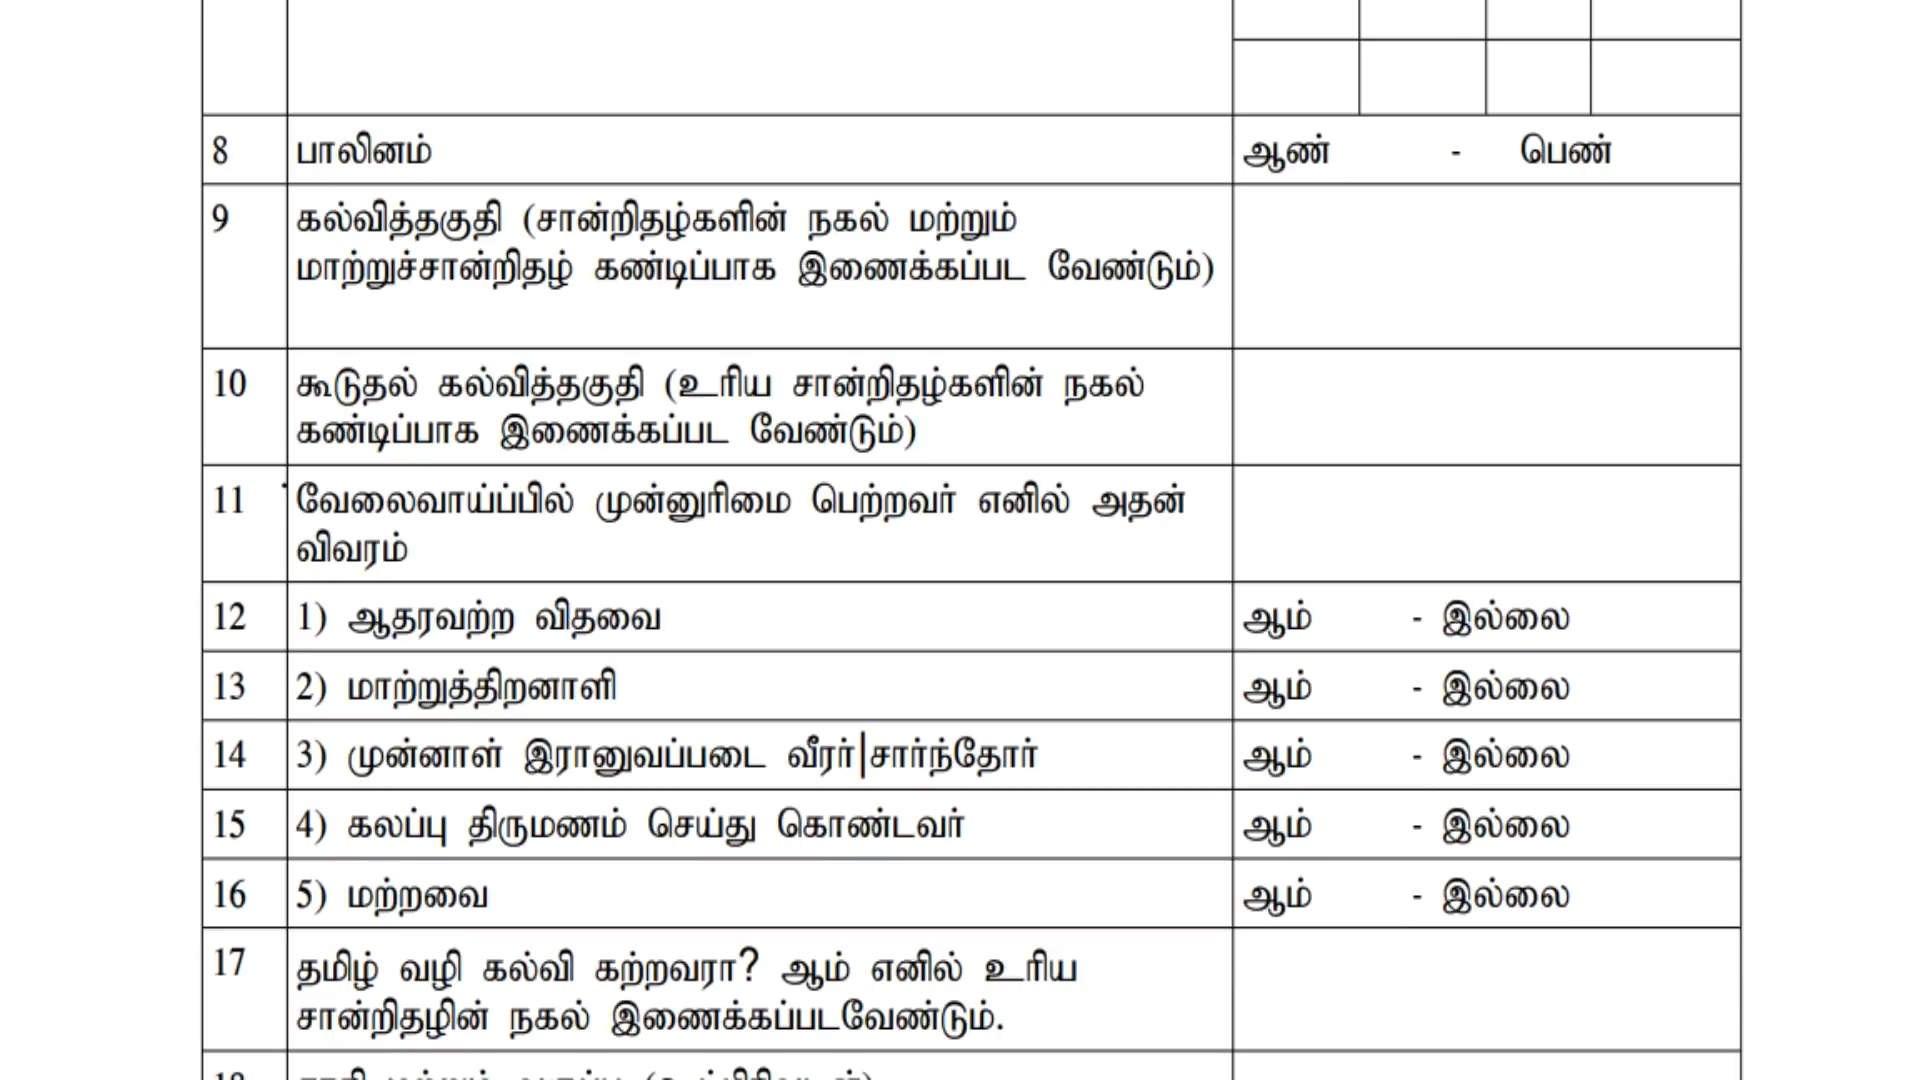 8 பாலினம் ஆண் - பெண்
9 கல்வித்தகுதி (சான்றிதழ்களின் நகல் மற்றும்
மாற்றுச்சான்றிதழ் கண்டிப்பாக இணைக்கப்பட வேண்டும்)
10 கூடுதல் கல்வித்தகுதி (உரிய சான்றிதழ்களின் நகல்
கண்டிப்பாக இணைக்கப்பட வேண்டும்)
11 வேலைவாய்ப்பில் முன்னுரிமை பெற்றவர் எனில் அதன்
விவரம்
12 1) ஆதரவற்ற விதவை ஆம் - இல்லை
13 2) மாற்றுத்திறனாளி ஆம் - இல்லை
14 3) முன்னாள் இரானுவப்படை வீரர்|சார்ந்தோர் ஆம் - இல்லை
15 4) கலப்பு திருமணம் செய்து கொண்டவர் ஆம் - இல்லை
16 5) மற்றவை ஆம் - இல்லை
17 தமிழ் வழி கல்வி கற்றவரா? ஆம் எனில் உரிய
சான்றிதழின் நகல் இணைக்கப்படவேண்டும்.